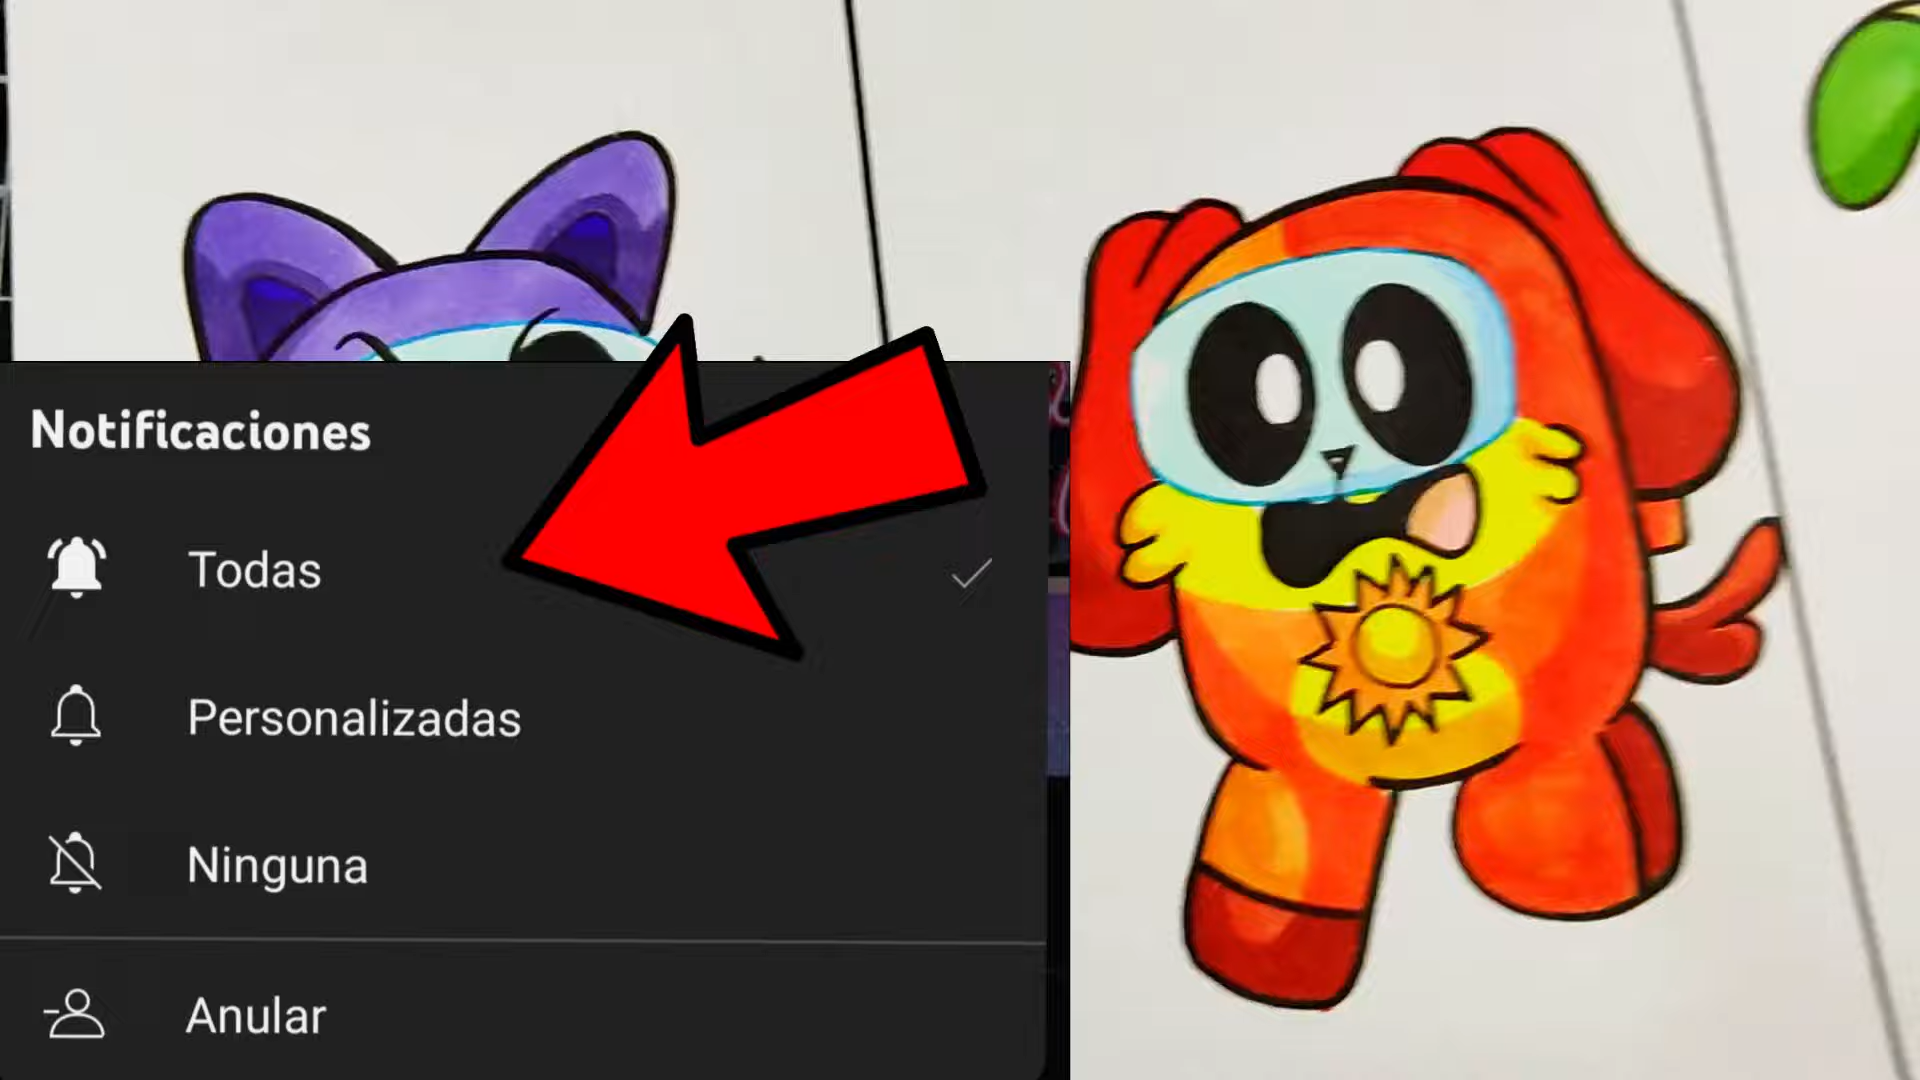 Notificaciones
Todas
Personalizadas
Ninguna
Anular